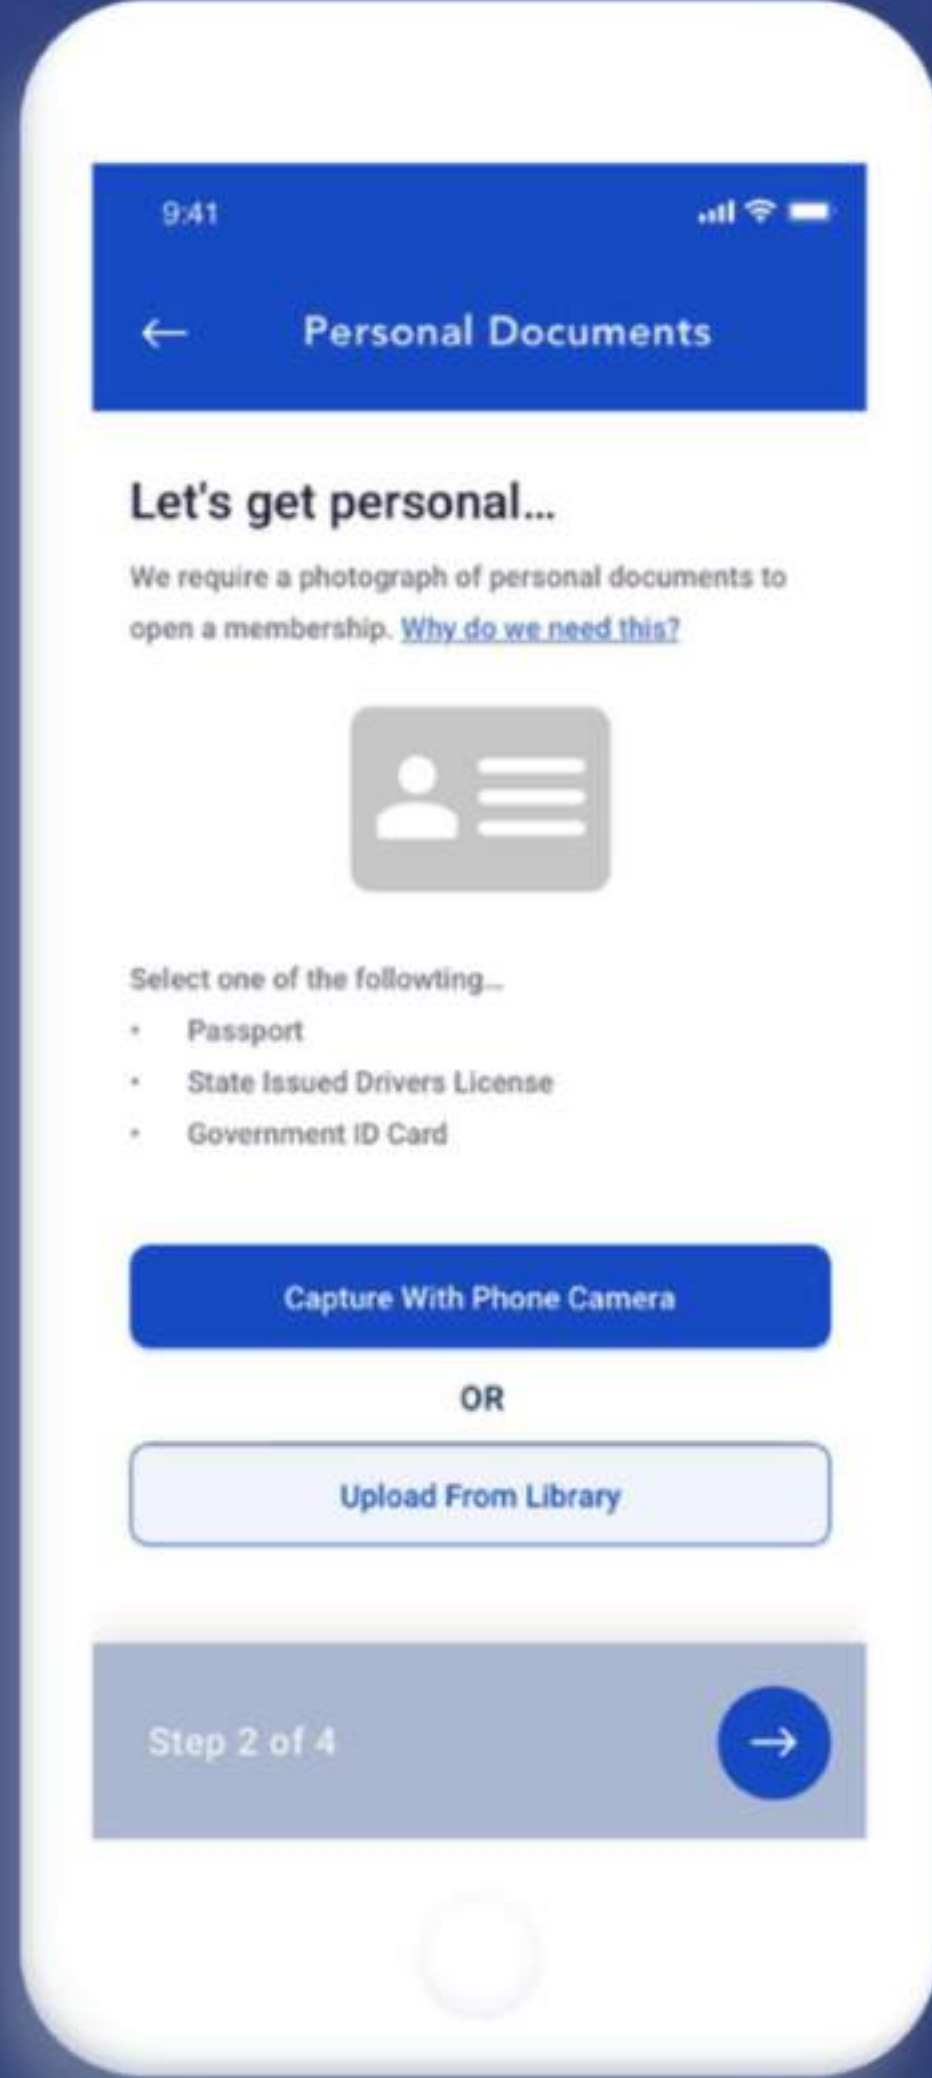 9:41
Personal Documents
Let's get personal...
We require a photograph of personal documents to
open a membership. Why do we need this?
Select one of the followting...
• Passport
• State Issued Drivers License
• Government ID Card
Capture With Phone Camera
OR
Upload From Library
Step 2 of 4